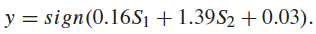 y = sign(0.16S₁ + 1.39S₂ + 0.03).